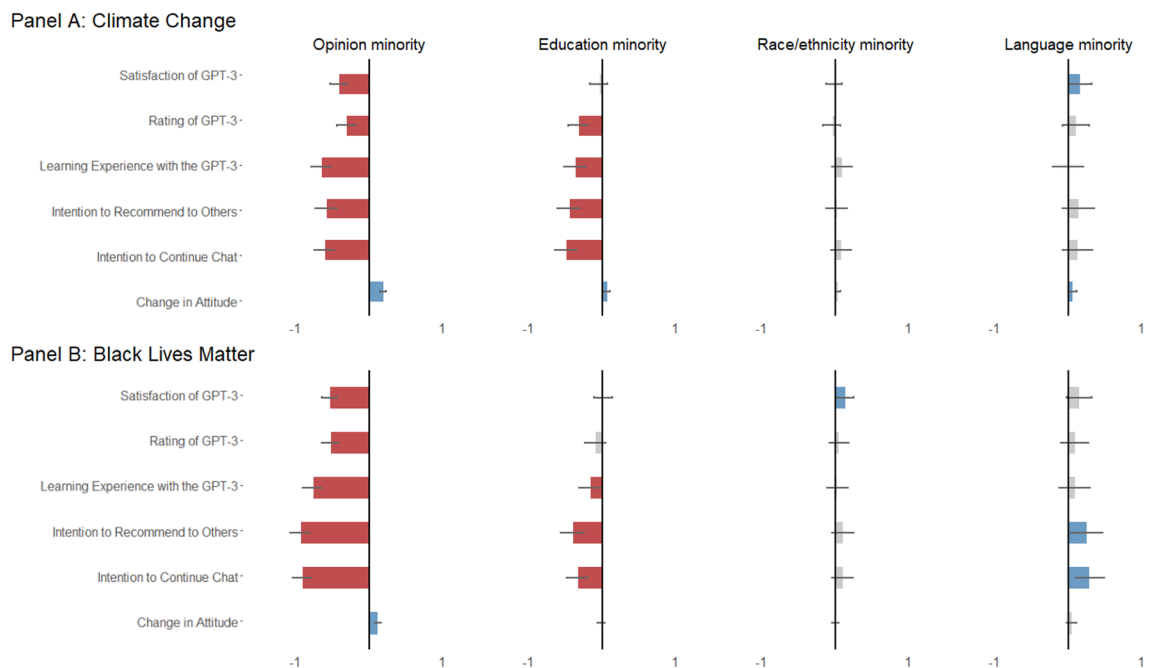 Panel A: Climate Change
Opinion minority Education minority Race/ethnicity minority Language minority
Satisfaction of GPT-3
Rating of GPT-3
Learning Experience with the GPT-3
Intention to Recommend to Others
Intention to Continue Chat
Change in Attitude
-1 1 -1 1 -1 1 -1 1
Panel B: Black Lives Matter
Satisfaction of GPT-3
Rating of GPT-3
Learning Experience with the GPT-3
Intention to Recommend to Others
Intention to Continue Chat
Change in Attitude
-1 1 -1 1 -1 1 -1 1